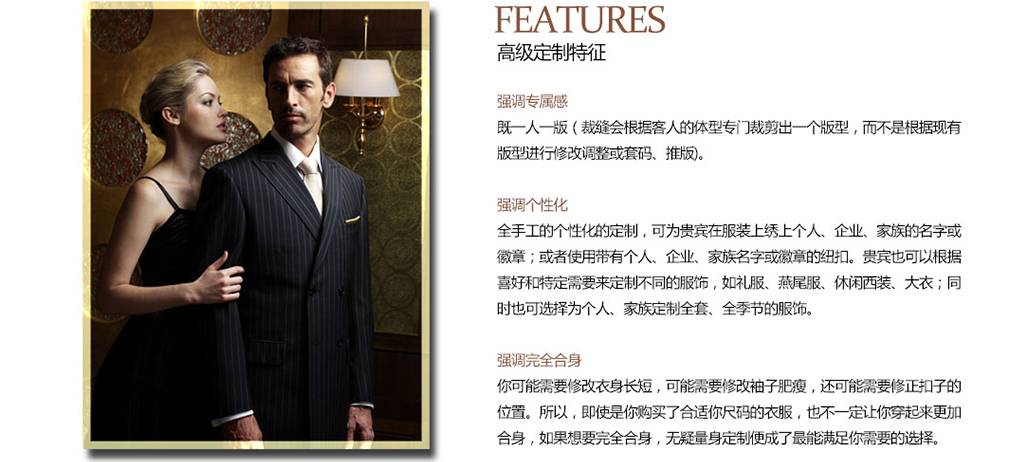 FEATURES
高级定制特征
强调专属感
既一人一版 ( 裁缝会根据客人的体型专门裁剪出一个版型，而不是根据现有
版型进行修改调整或套码、推版)。
强调个性化
全手工的个性化的定制，可为贵宾在服装上绣上个人、企业、家族的名字或
徽章；或者使用带有个人、企业、家族名字或徽章的纽扣。贵宾也可以根据
喜好和特定需要来定制不同的服饰，如礼服、燕尾服、休闲西装、大衣；同
时也可选择为个人、家族定制全套、全季节的服饰。
强调完全合身
你可能需要修改衣身长短，可能需要修改袖子肥瘦，还可能需要修正扣子的
位置。所以，即使是你购买了合适你尺码的衣服，也不一定让你穿起来更加
合身，如果想要完全合身，无疑量身定制便成了最能满足你需要的选择。